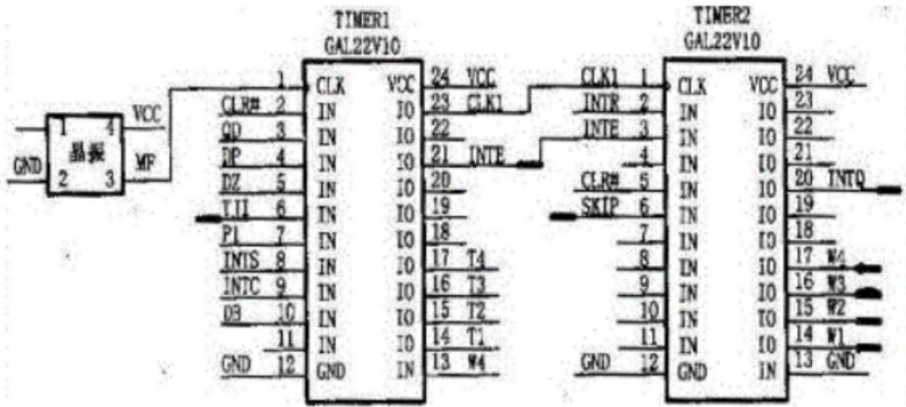 TIMER1
GAL22V10
TIMER2
GAL22V10
1 CLK VCC 24 VCC
CLR# 2 IN IO 23 CLK1
QD 3 IN IO 22
DP 4 IN IO 21 INTE
DZ 5 IN IO 20
TJI 6 IN IO 19
P1 7 IN IO 18
INTS 8 IN IO 17 T4
INTC 9 IN IO 16 T3
DB 10 IN IO 15 T2
11 IN IO 14 T1
GND 12 GND IN 13 W4
1 4 VCC
晶振
GND 2 3 MF
CLK1 1 CLK VCC 24 VCC
INTR 2 IN IO 23
INTE 3 IN IO 22
4 IN IO 21
CLR# 5 IN IO 20 INTQ
SKIP 6 IN IO 19
7 IN IO 18
8 IN IO 17 W4
9 IN IO 16 W3
10 IN IO 15 W2
11 IN IO 14 W1
GND 12 GND IN 13 GND